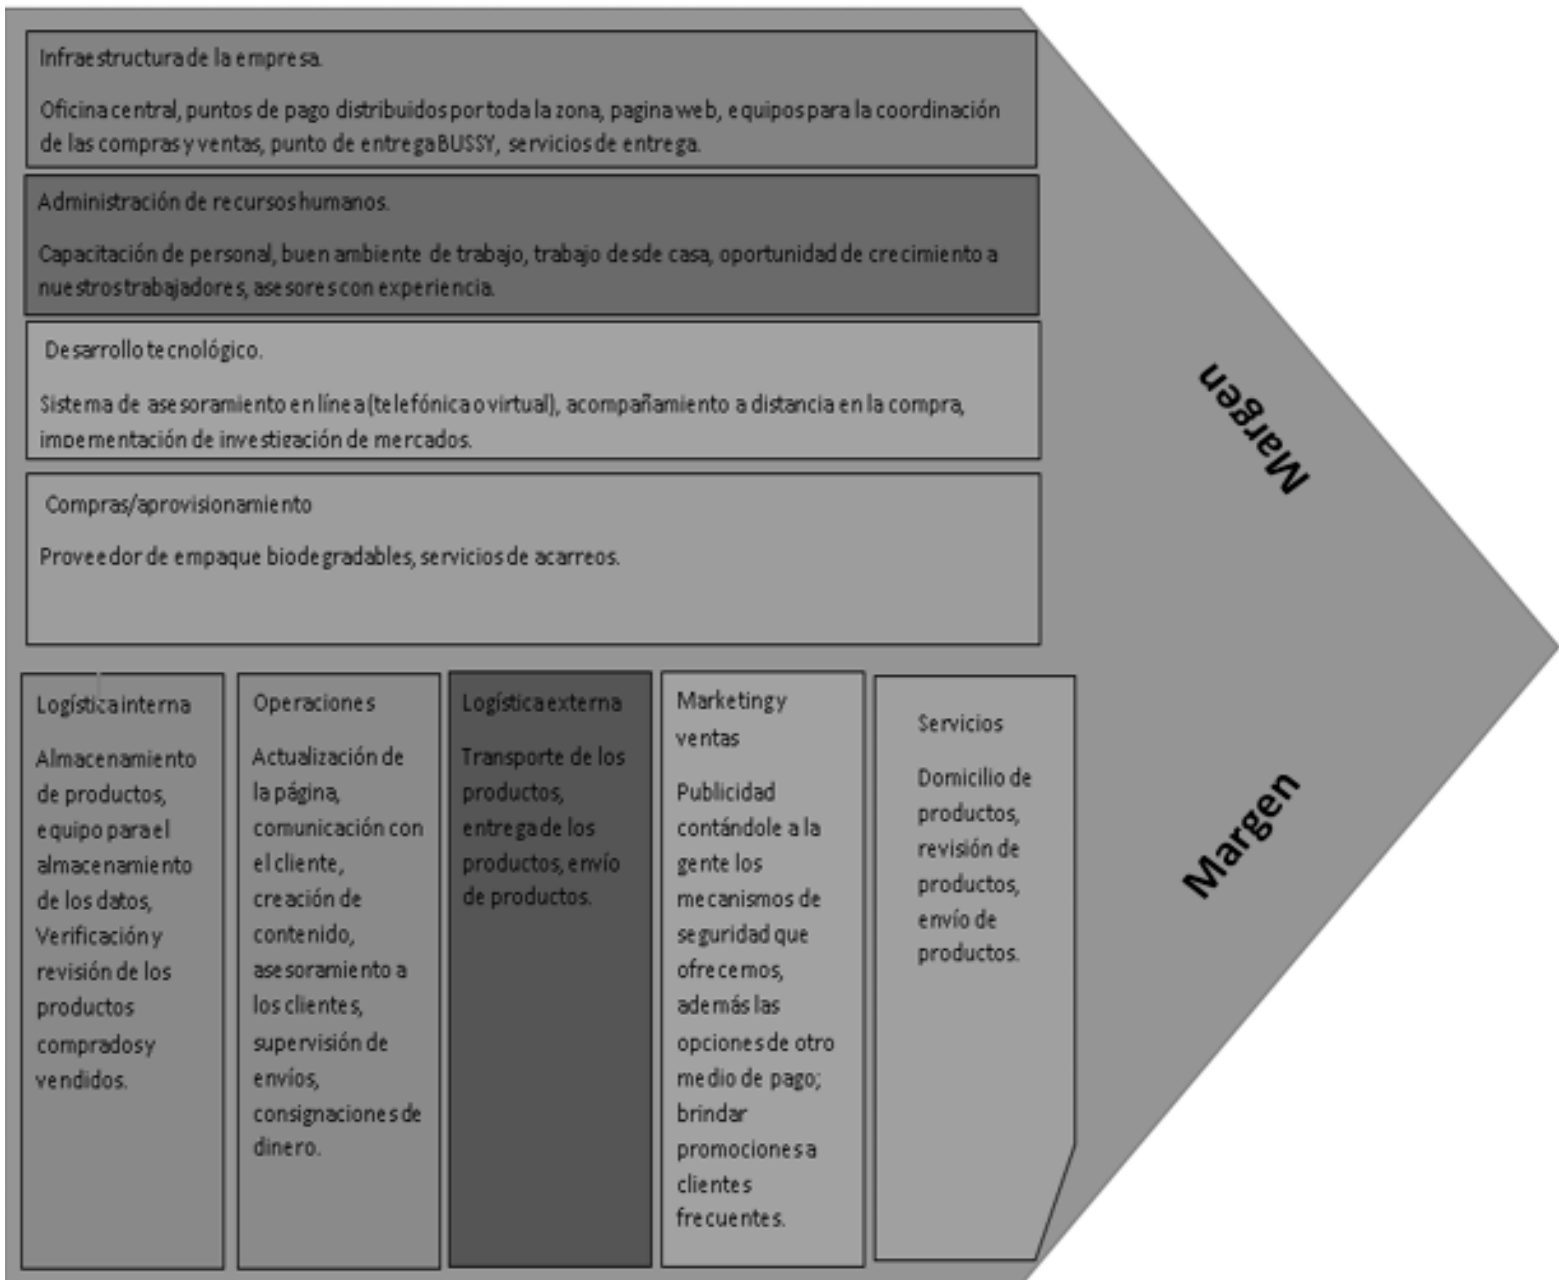 Infraestructura de la empresa.
Oficina central, puntos de pago distribuidos por toda la zona, pagina web, equipos para la coordinación
de las compras y ventas, punto de entrega BUSSY, servicios de entrega.
Administración de recursos humanos.
Capacitación de personal, buen ambiente de trabajo, trabajo desde casa, oportunidad de crecimiento a
nuestros trabajadores, asesores con experiencia.
Desarrollo tecnológico.
Sistema de asesoramiento en línea (telefónica o virtual), acompañamiento a distancia en la compra,
impementación de investigación de mercados.
Compras/aprovisionamiento
Proveedor de empaque biodegradables, servicios de acarreos.
Logística interna
Almacenamiento
de productos,
equipo para el
almacenamiento
de los datos,
Verificación y
revisión de los
productos
comprados y
vendidos.
Operaciones
Actualización de
la página,
comunicación con
el cliente,
creación de
contenido,
asesoramiento a
los clientes,
supervisión de
envíos,
consignaciones de
dinero.
Logística externa
Transporte de los
productos,
entrega de los
productos, envío
de productos.
Marketing y
ventas
Publicidad
contándole a la
gente los
mecanismos de
seguridad que
ofrecemos,
además las
opciones de otro
medio de pago;
brindar
promociones a
clientes
frecuentes.
Servicios
Domicilio de
productos,
revisión de
productos,
envío de
productos.
Margen
Margen